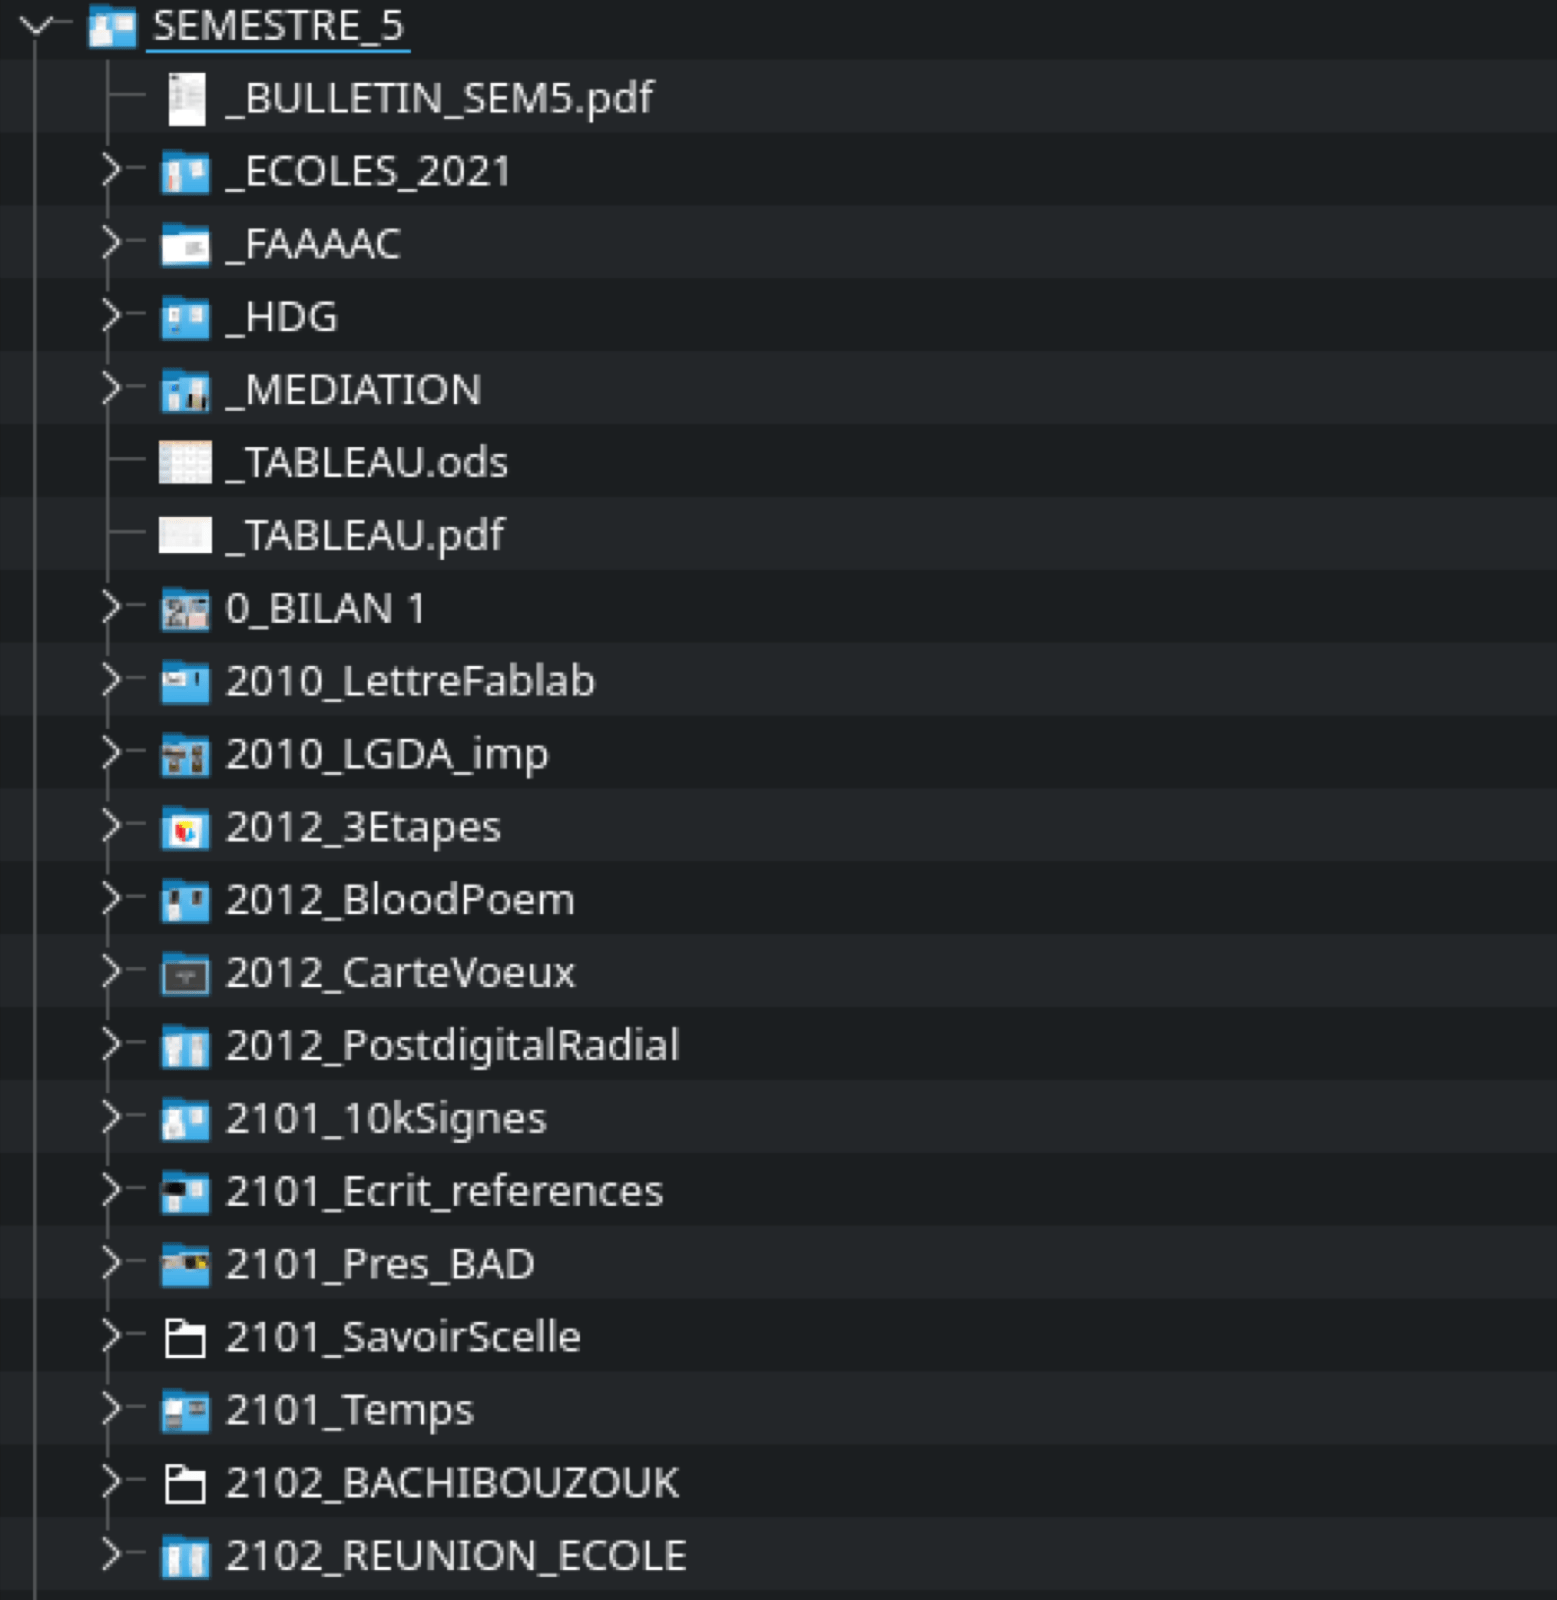 SEMESTRE_5
_BULLETIN_SEM5.pdf
_ECOLES_2021
_FAAAAC
_HDG
_MEDIATION
_TABLEAU.ods
_TABLEAU.pdf
0_BILAN 1
2010_LettreFablab
2010_LGDA_imp
2012_3Etapes
2012_BloodPoem
2012_CarteVoeux
2012_PostdigitalRadial
2101_10kSignes
2101_Ecrit_references
2101_Pres_BAD
2101_SavoirScelle
2101_Temps
2102_BACHIBOUZOUK
2102_REUNION_ECOLE